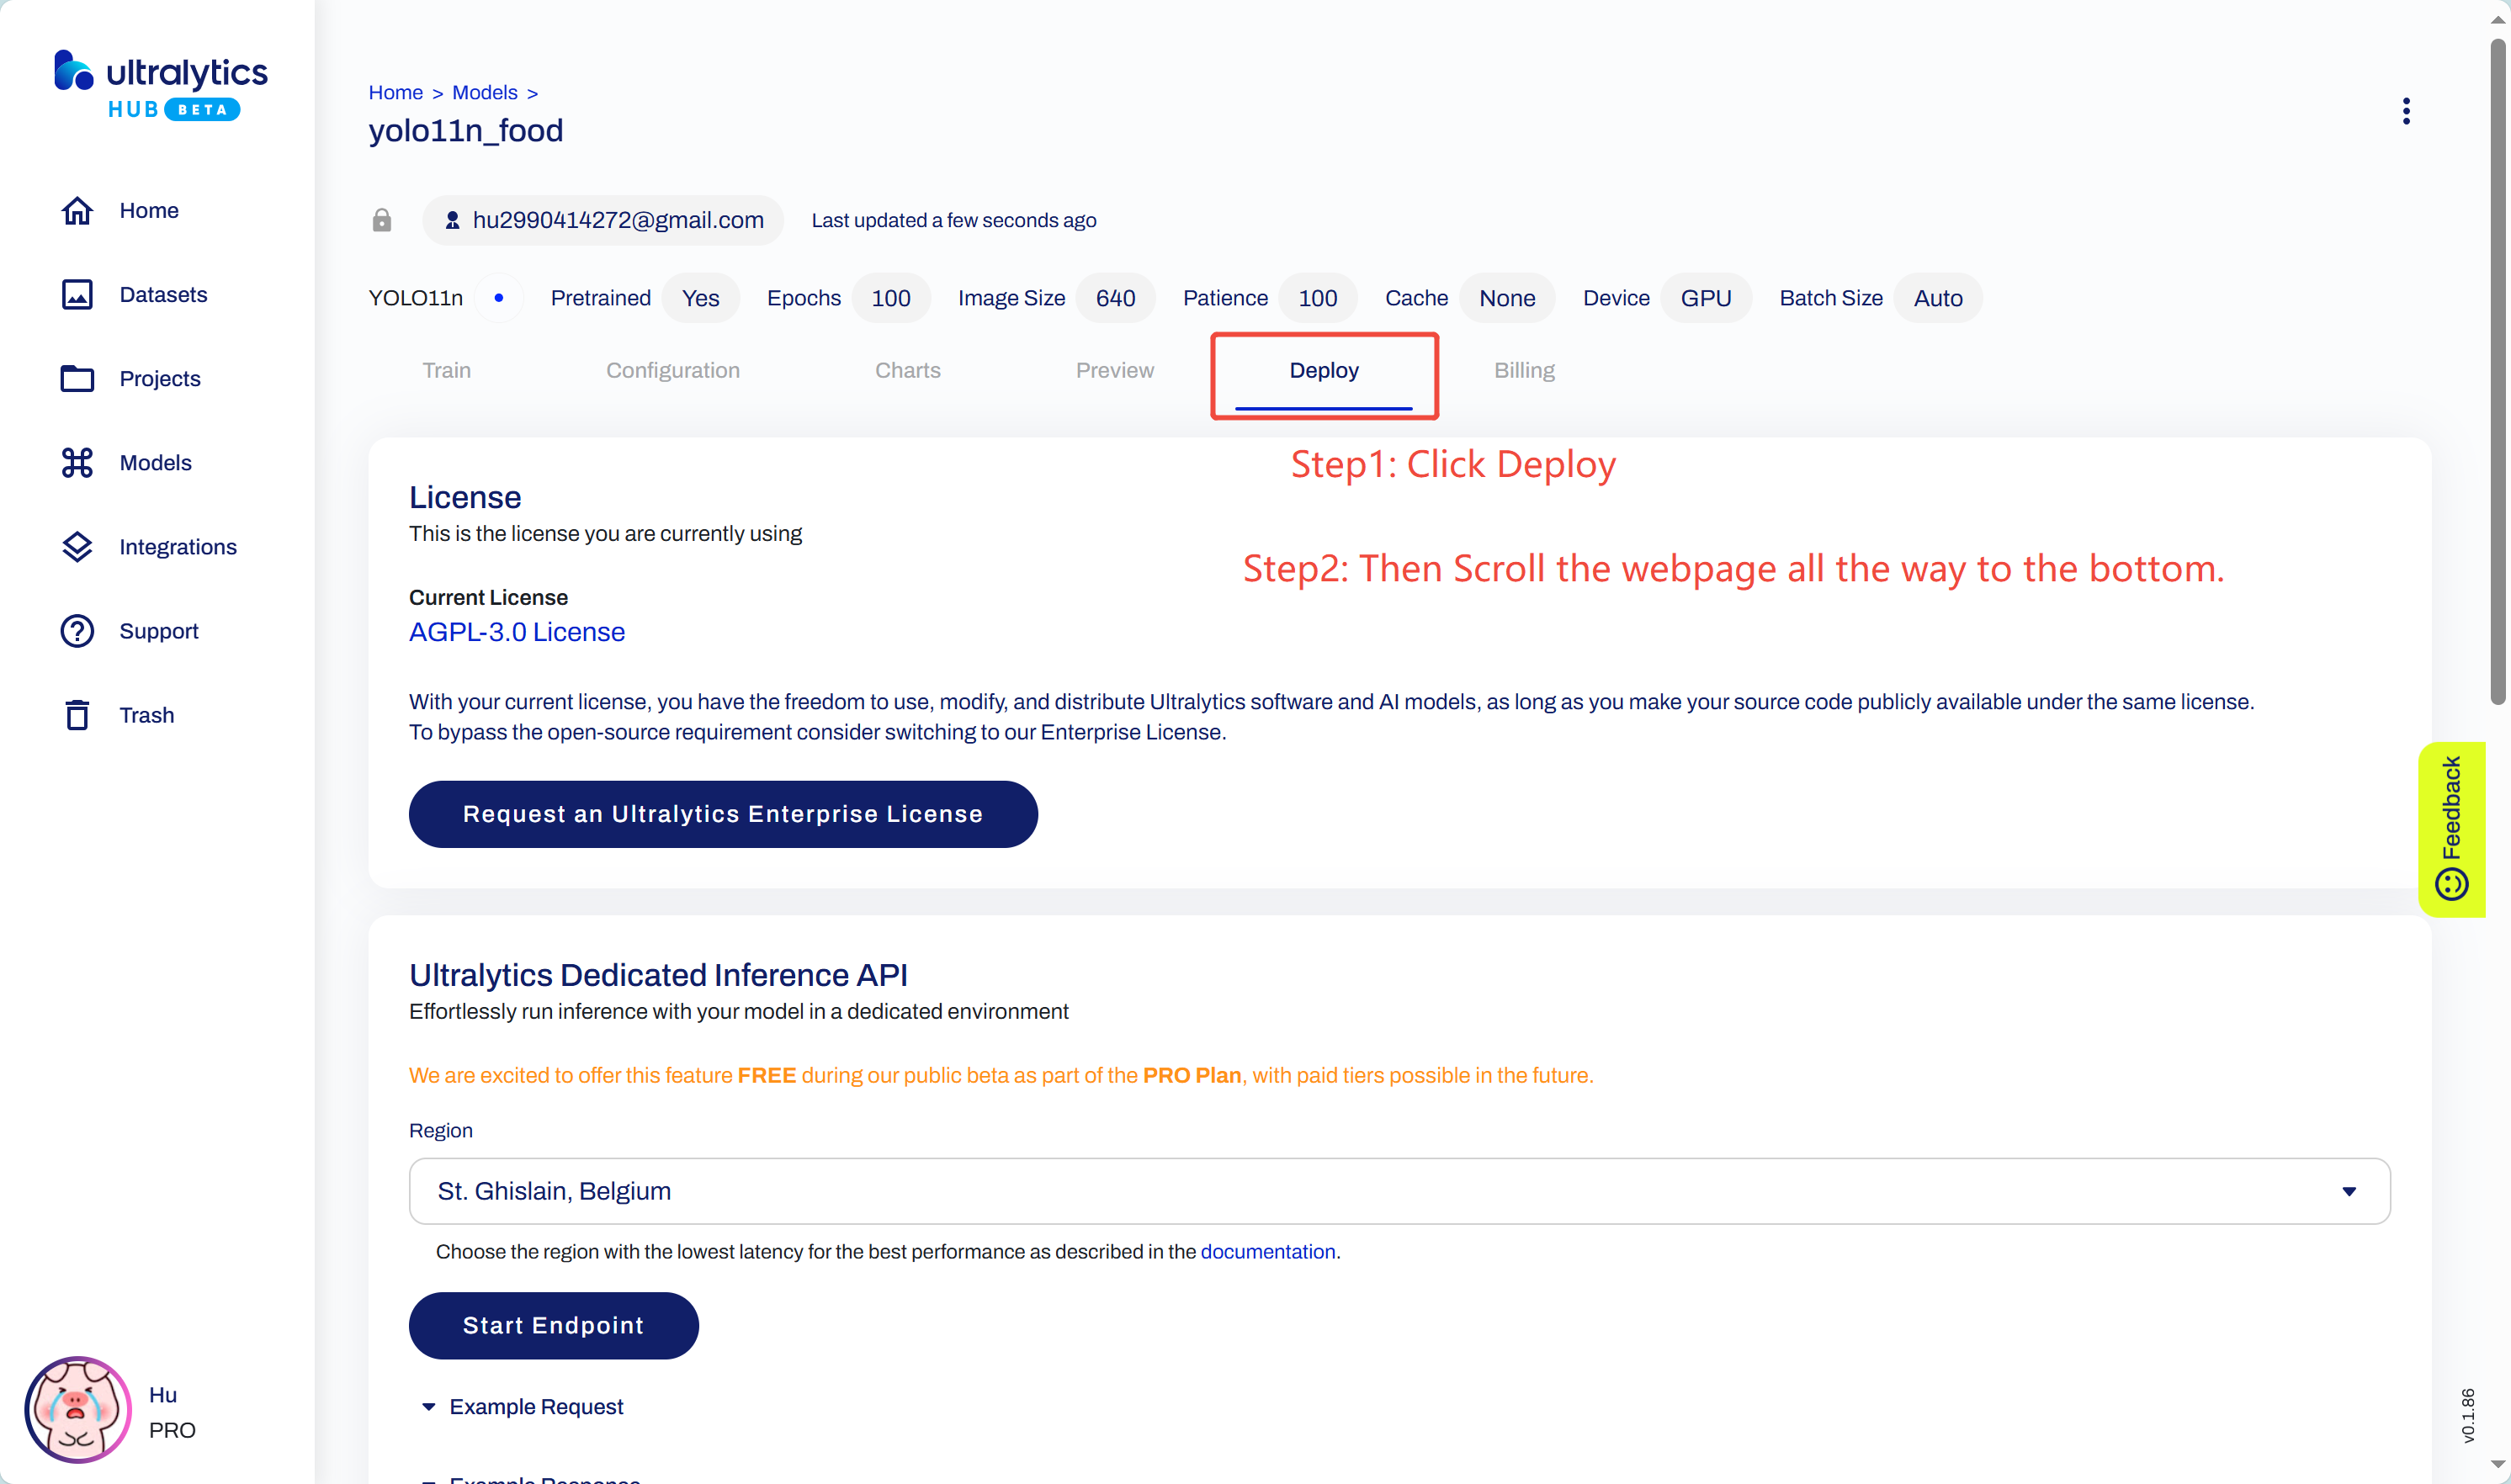 ultralytics
HUB BETA
Home
Datasets
Projects
Models
Integrations
Support
Trash
Hu
PRO
Home > Models >
yolo11n_food
hu2990414272@gmail.com Last updated a few seconds ago
YOLO11n Pretrained Yes Epochs 100 Image Size 640 Patience 100 Cache None Device GPU Batch Size Auto
Train Configuration Charts Preview Deploy Billing
Step1: Click Deploy
Step2: Then Scroll the webpage all the way to the bottom.
License
This is the license you are currently using
Current License
AGPL-3.0 License
With your current license, you have the freedom to use, modify, and distribute Ultralytics software and AI models, as long as you make your source code publicly available under the same license.
To bypass the open-source requirement consider switching to our Enterprise License.
Request an Ultralytics Enterprise License
Feedback
Ultralytics Dedicated Inference API
Effortlessly run inference with your model in a dedicated environment
We are excited to offer this feature FREE during our public beta as part of the PRO Plan, with paid tiers possible in the future.
Region
St. Ghislain, Belgium
Choose the region with the lowest latency for the best performance as described in the documentation.
Start Endpoint
Example Request
Example Response
v0.1.86